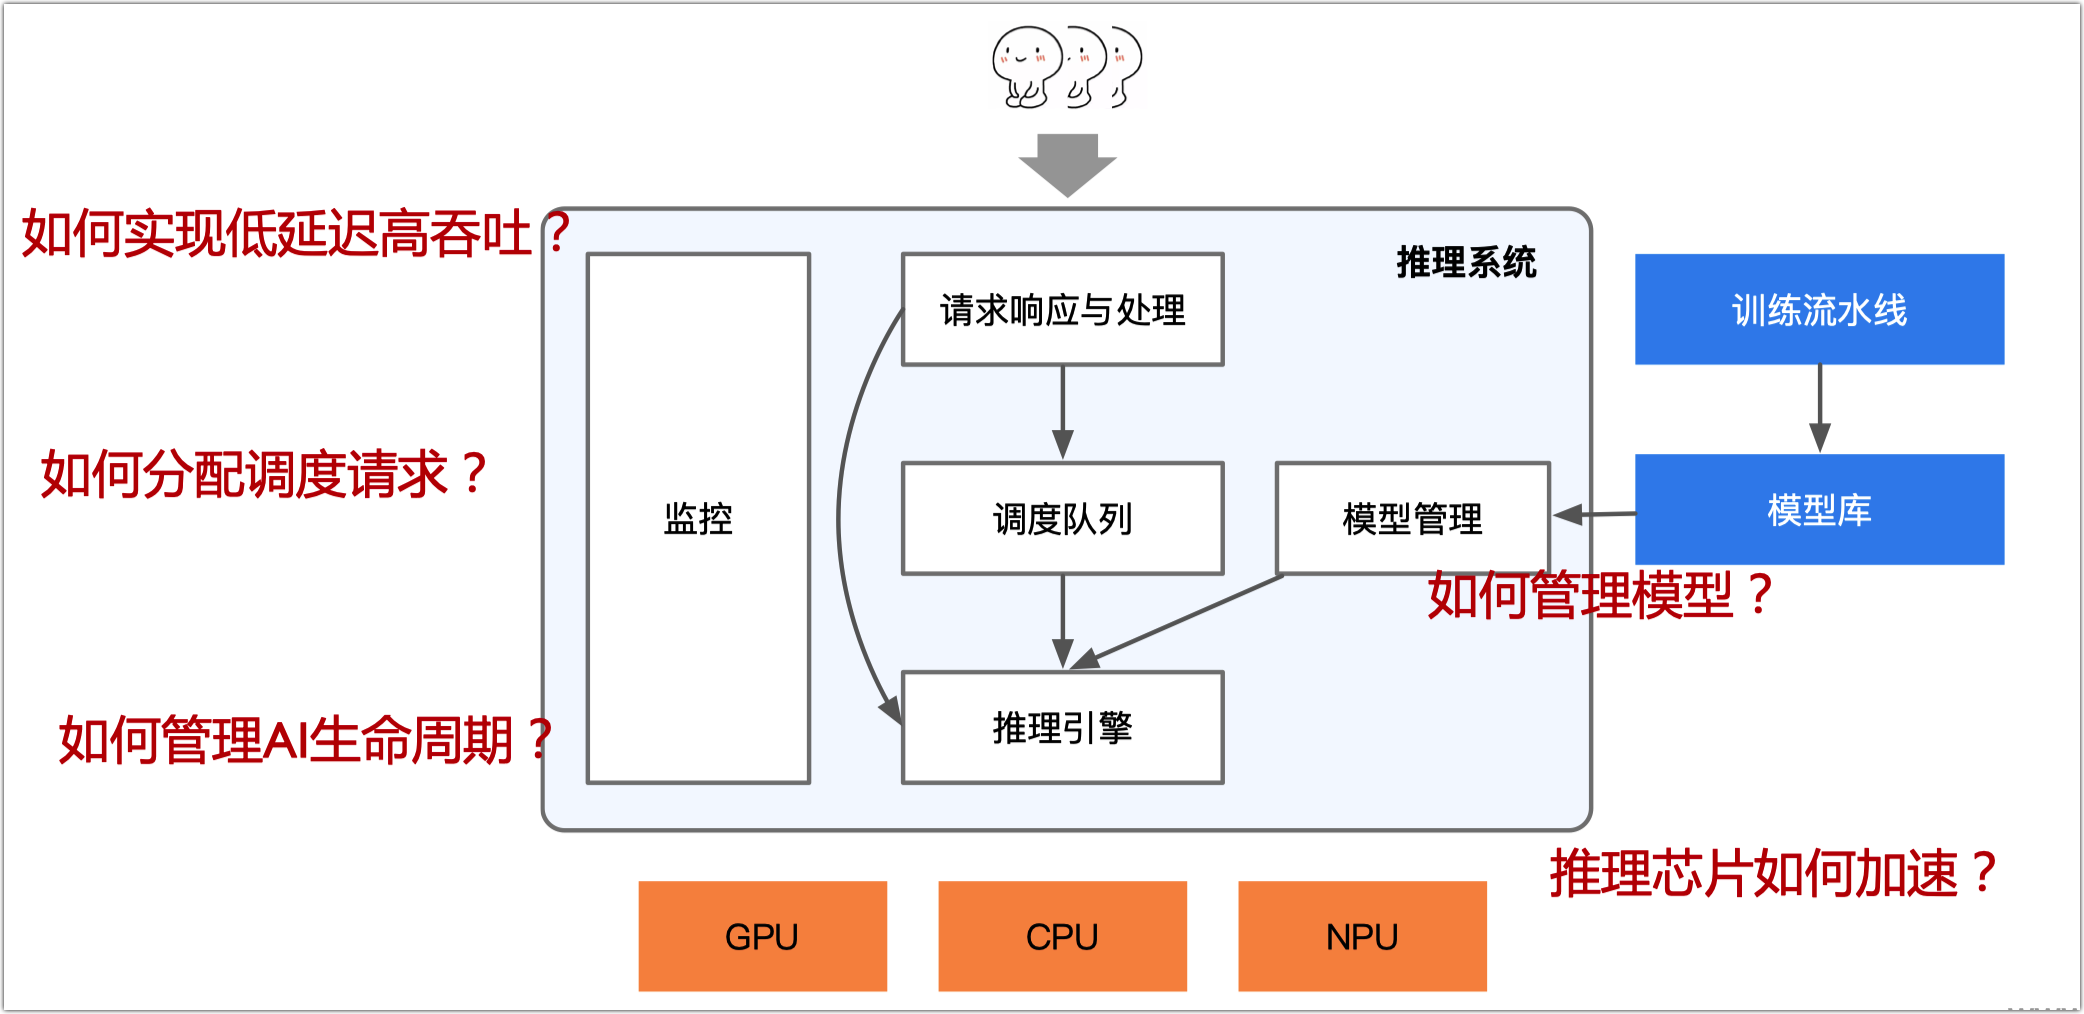 如何实现低延迟高吞吐？
推理系统
请求响应与处理
训练流水线
如何分配调度请求？
监控
调度队列
模型管理
模型库
如何管理模型？
如何管理AI生命周期？
推理引擎
推理芯片如何加速？
GPU
CPU
NPU